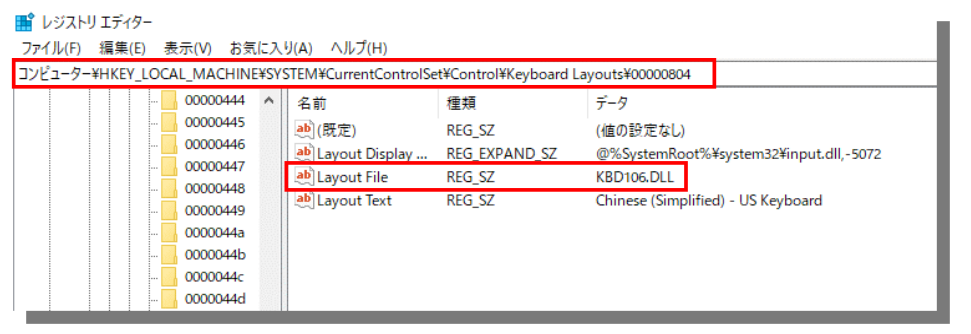 レジストリ エディター
ファイル(F) 編集(E) 表示(V) お気に入り(A) ヘルプ(H)
コンピューター¥HKEY_LOCAL_MACHINE¥SYSTEM¥CurrentControlSet¥Control¥Keyboard Layouts¥00000804
00000444
00000445
00000446
00000447
00000448
00000449
0000044a
0000044b
0000044c
0000044d
名前 種類 データ
ab (既定) REG_SZ (値の設定なし)
ab Layout Display ... REG_EXPAND_SZ @%SystemRoot%¥system32¥input.dll,-5072
ab Layout File REG_SZ KBD106.DLL
ab Layout Text REG_SZ Chinese (Simplified) - US Keyboard